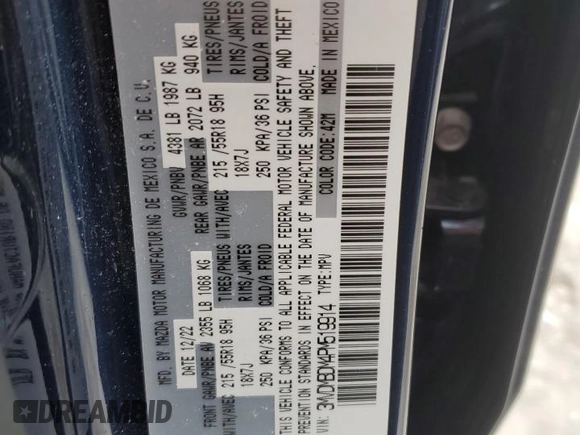 MFD. BY MAZDA MOTOR MANUFACTURING DE MEXICO S.A. DE C.V.
DATE 12/22 GVWR/PNBV 4381 LB 1987 KG
FRONT GAWR/PNBE AV 2355 LB 1068 KG REAR GAWR/PNBE AR 2072 LB 940 KG
WITH/AVEC 215 /55R18 95H TIRES/PNEUS WITH/AVEC 215 /55R18 95H TIRES/PNEUS
18X7J RIMS/JANTES 18X7J RIMS/JANTES
250 KPA/36 PSI COLD/A FROID 250 KPA/36 PSI COLD/A FROID
THIS VEHICLE CONFORMS TO ALL APPLICABLE FEDERAL MOTOR VEHICLE SAFETY AND THEFT
PREVENTION STANDARDS IN EFFECT ON THE DATE OF MANUFACTURE SHOWN ABOVE.
COLOR CODE:42M MADE IN MEXICO
VIN: 3MVDMBDM4PM519914 TYPE: MPV
AUTOHELPERBOT.COM